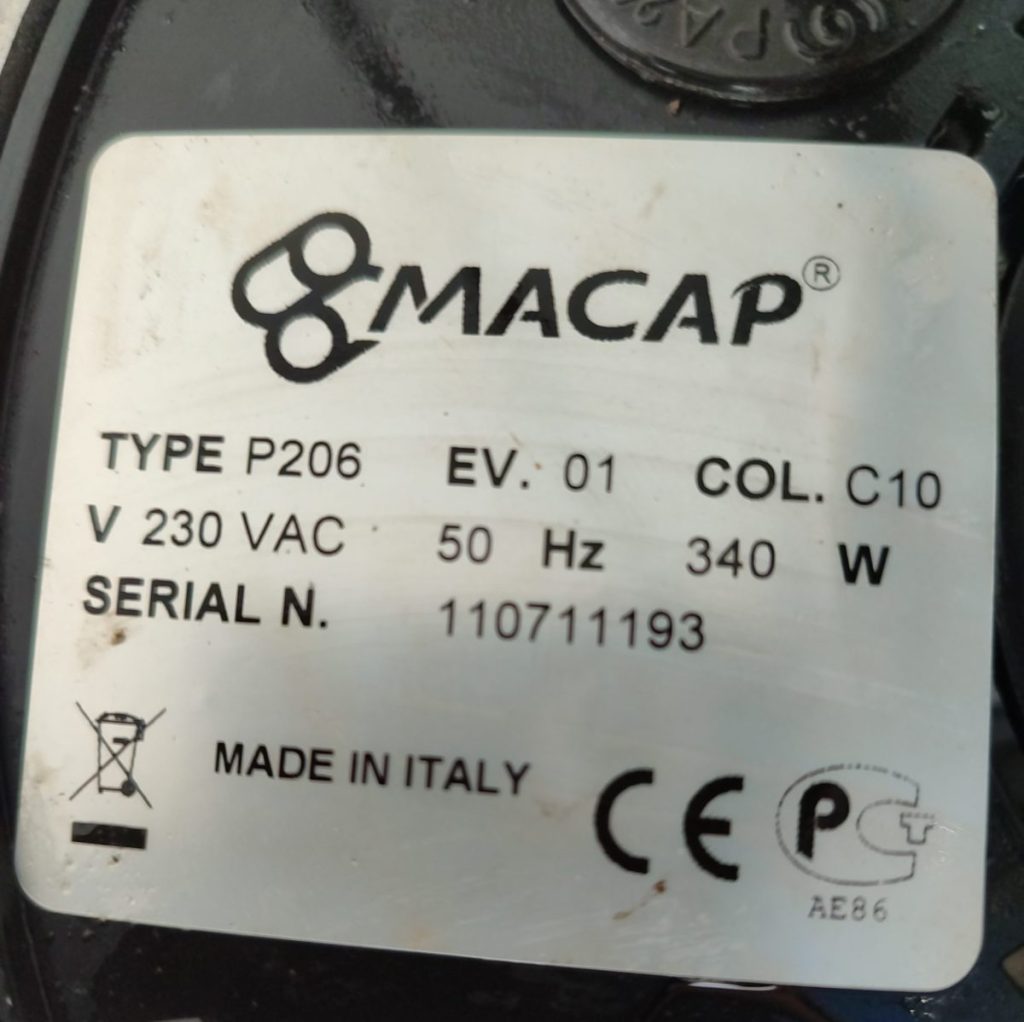 MACAP®
TYPE P206 EV. 01 COL. C10
V 230 VAC 50 Hz 340 W
SERIAL N. 110711193
MADE IN ITALY CE PCT
AE86